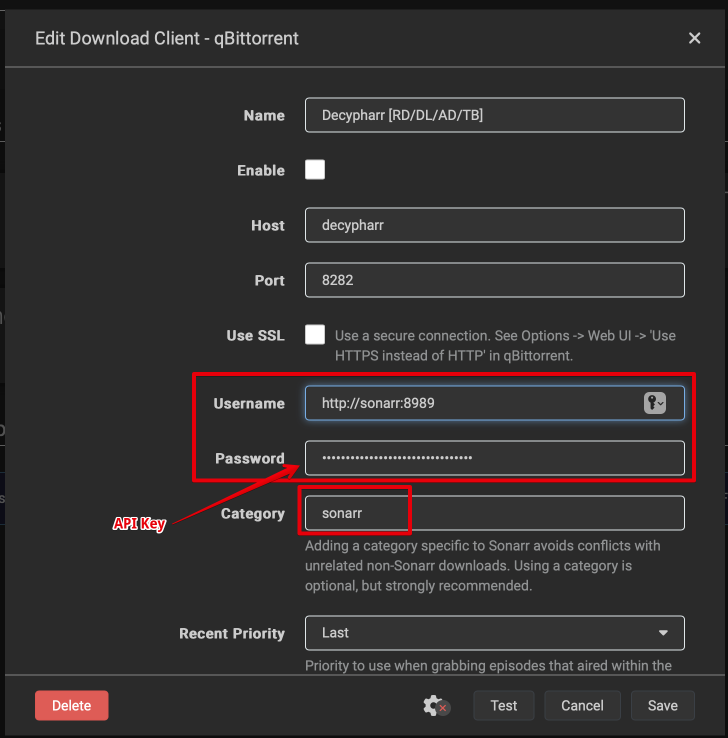 Edit Download Client - qBittorrent
Name
Decypharr [RD/DL/AD/TB]
Enable
Host
decypharr
Port
8282
Use SSL
Use a secure connection. See Options -> Web UI -> 'Use
HTTPS instead of HTTP' in qBittorrent.
Username
http://sonarr:8989
Password
••••••••••••••••••••••••••••••••
API Key
Category
sonarr
Adding a category specific to Sonarr avoids conflicts with
unrelated non-Sonarr downloads. Using a category is
optional, but strongly recommended.
Recent Priority
Last
Priority to use when grabbing episodes that aired within the
Delete
Test
Cancel
Save